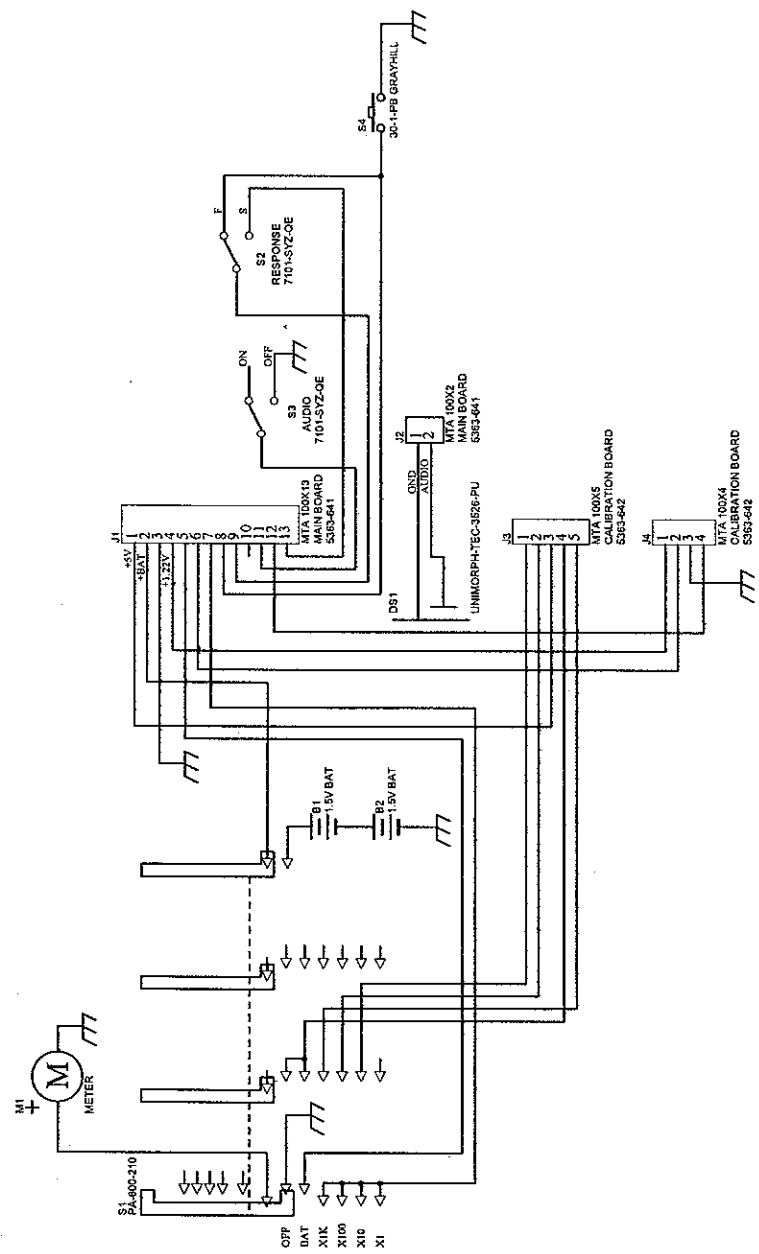 S4
30-1-PB GRAYHILL
F
S
S2
RESPONSE
7101-SYZ-QE
ON
OFF
S3
AUDIO
7101-SYZ-QE
J1
1
2
3
4
5
6
7
8
9
10
11
12
13
MTA 100X13
MAIN BOARD
5363-641
+5V
+BAT
+1.22V
J2
1
2
MTA 100X2
MAIN BOARD
5363-641
GND
AUDIO
DS1
UNIMORPH-TEC-3526-PU
J3
1
2
3
4
5
MTA 100X5
CALIBRATION BOARD
5363-642
J4
1
2
3
4
MTA 100X4
CALIBRATION BOARD
5363-642
B1
1.5V BAT
B2
1.5V BAT
M1
+
M
METER
S1
PA-600-210
OFF
BAT
X1K
X100
X10
X1